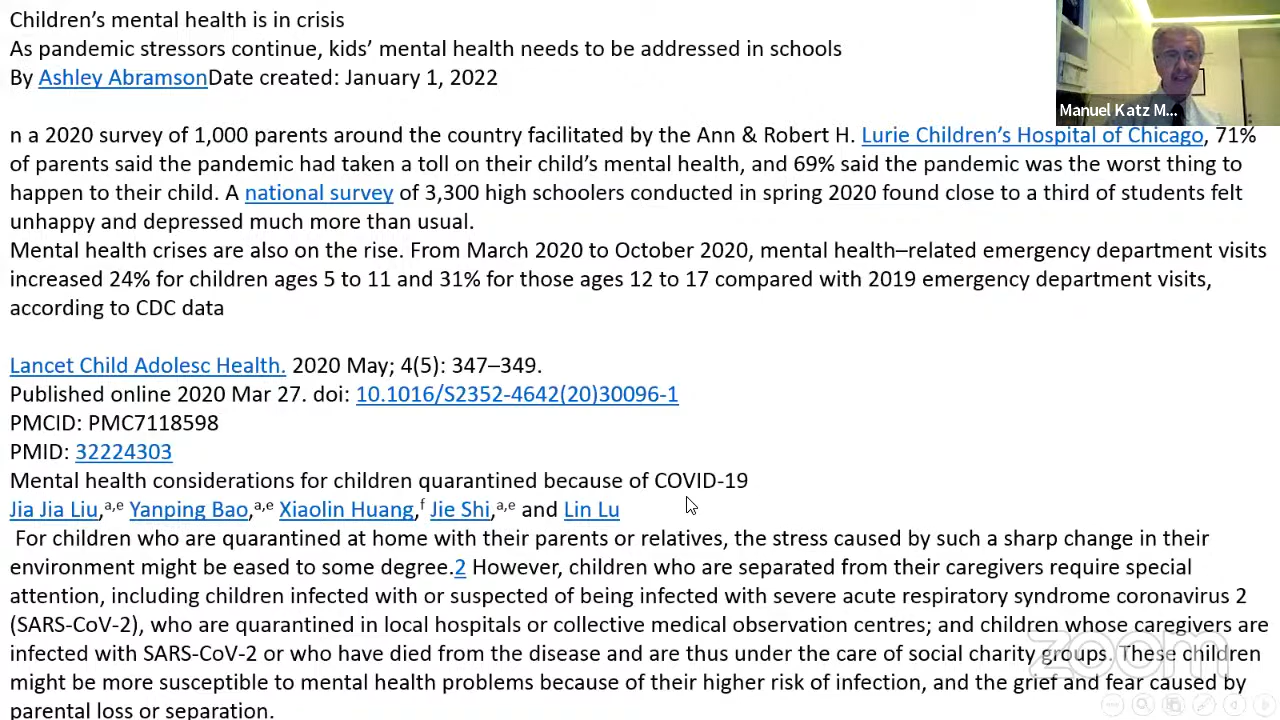 Children’s mental health is in crisis
As pandemic stressors continue, kids’ mental health needs to be addressed in schools
By Ashley AbramsonDate created: January 1, 2022
Manuel Katz M...
n a 2020 survey of 1,000 parents around the country facilitated by the Ann & Robert H. Lurie Children’s Hospital of Chicago, 71%
of parents said the pandemic had taken a toll on their child’s mental health, and 69% said the pandemic was the worst thing to
happen to their child. A national survey of 3,300 high schoolers conducted in spring 2020 found close to a third of students felt
unhappy and depressed much more than usual.
Mental health crises are also on the rise. From March 2020 to October 2020, mental health–related emergency department visits
increased 24% for children ages 5 to 11 and 31% for those ages 12 to 17 compared with 2019 emergency department visits,
according to CDC data
Lancet Child Adolesc Health. 2020 May; 4(5): 347–349.
Published online 2020 Mar 27. doi: 10.1016/S2352-4642(20)30096-1
PMCID: PMC7118598
PMID: 32224303
Mental health considerations for children quarantined because of COVID-19
Jia Jia Liu,a,e Yanping Bao,a,e Xiaolin Huang,f Jie Shi,a,e and Lin Lu
For children who are quarantined at home with their parents or relatives, the stress caused by such a sharp change in their
environment might be eased to some degree.2 However, children who are separated from their caregivers require special
attention, including children infected with or suspected of being infected with severe acute respiratory syndrome coronavirus 2
(SARS-CoV-2), who are quarantined in local hospitals or collective medical observation centres; and children whose caregivers are
infected with SARS-CoV-2 or who have died from the disease and are thus under the care of social charity groups. These children
might be more susceptible to mental health problems because of their higher risk of infection, and the grief and fear caused by
parental loss or separation.
zoom